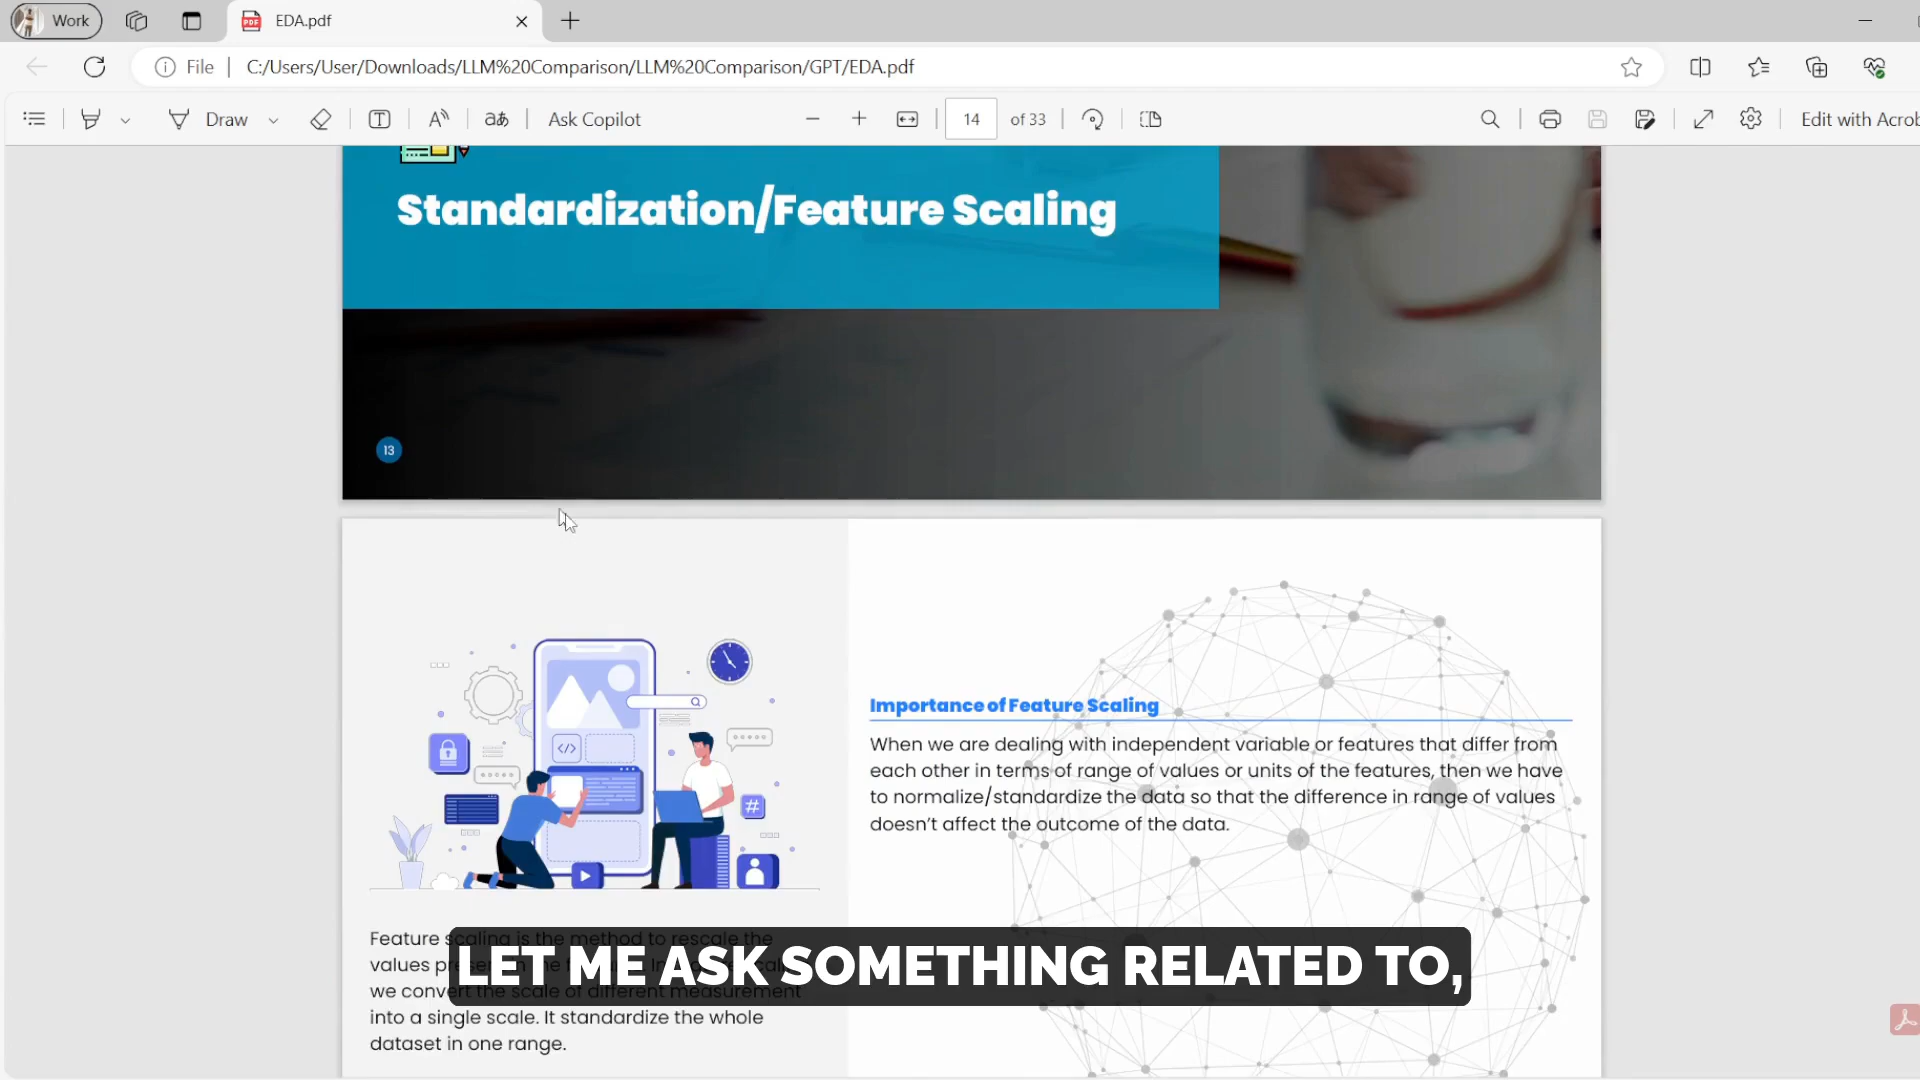 Work
EDA.pdf
File
C:/Users/User/Downloads/LLM%20Comparison/LLM%20Comparison/GPT/EDA.pdf
Draw
Ask Copilot
14 of 33
Edit with Acrob
Standardization/Feature Scaling
13
Importance of Feature Scaling
When we are dealing with independent variable or features that differ from
each other in terms of range of values or units of the features, then we have
to normalize/standardize the data so that the difference in range of values
doesn't affect the outcome of the data.
Feature scaling is the method to rescale the
values
we convert the scale of different measurement
into a single scale. It standardize the whole
dataset in one range.
LET ME ASK SOMETHING RELATED TO,